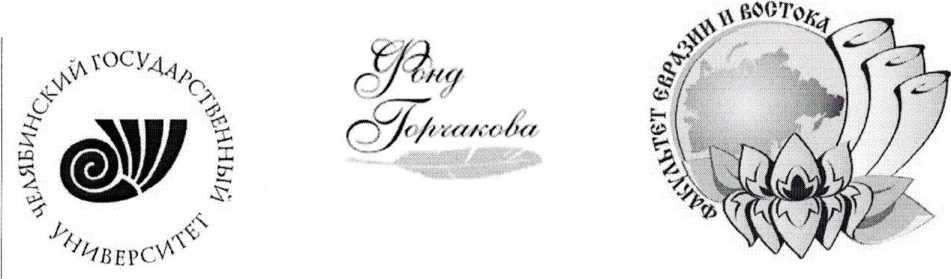 ЧЕЛЯБИНСКИЙ ГОСУДАРСТВЕННЫЙ
УНИВЕРСИТЕТ
Фонд
Горчакова
ФАКУЛЬТЕТ ЕВРАЗИИ И ВОСТОКА